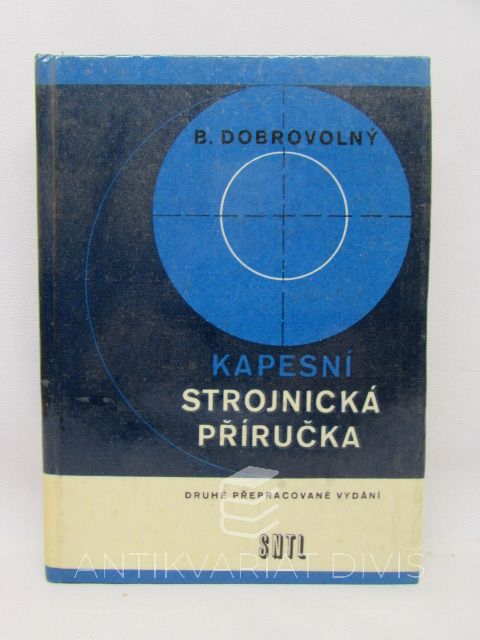 B. DOBROVOLNÝ
KAPESNÍ
STROJNICKÁ
PŘÍRUČKA
DRUHÉ PŘEPRACOVANÉ VYDÁNÍ
SNTL
ANTIKVARIÁT DIVIŠ